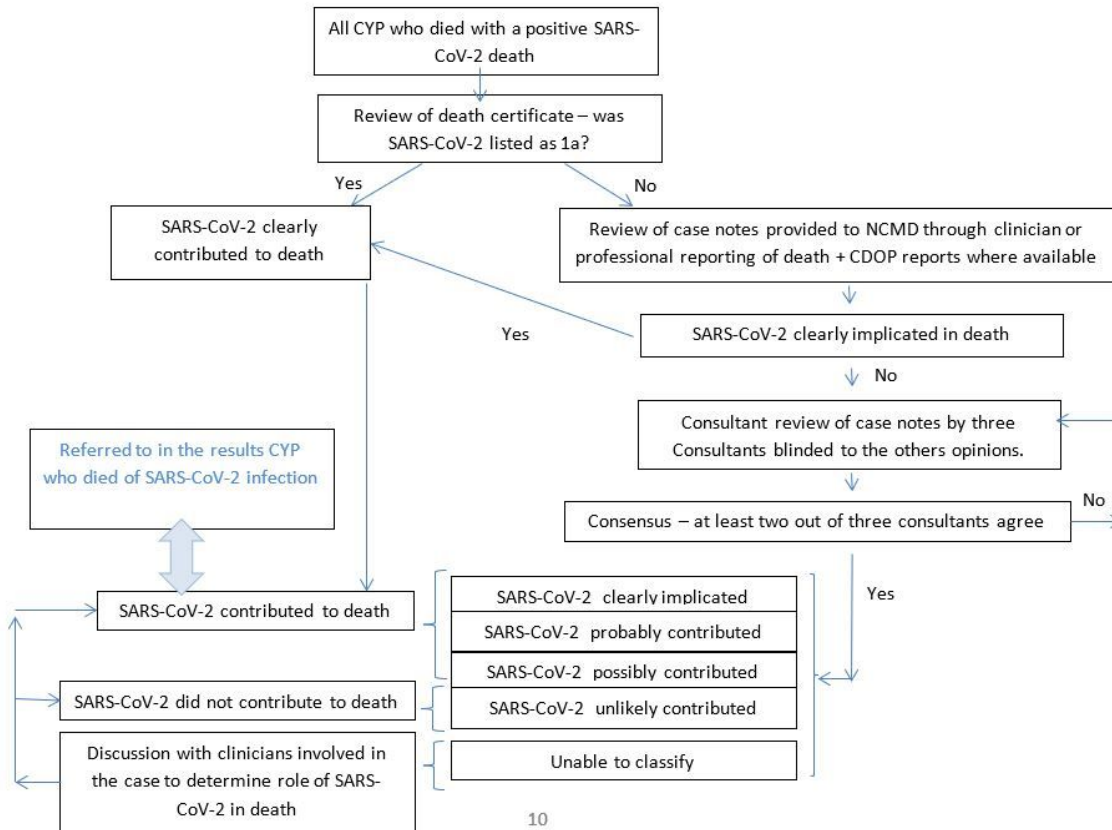 All CYP who died with a positive SARS-
CoV-2 death
Review of death certificate – was
SARS-CoV-2 listed as 1a?
Yes
No
SARS-CoV-2 clearly
contributed to death
Review of case notes provided to NCMD through clinician or
professional reporting of death + CDOP reports where available
Yes
SARS-CoV-2 clearly implicated in death
No
Consultant review of case notes by three
Consultants blinded to the others opinions.
Referred to in the results CYP
who died of SARS-CoV-2 infection
No
Consensus – at least two out of three consultants agree
Yes
SARS-CoV-2 contributed to death
SARS-CoV-2 clearly implicated
SARS-CoV-2 probably contributed
SARS-CoV-2 possibly contributed
SARS-CoV-2 did not contribute to death
SARS-CoV-2 unlikely contributed
Discussion with clinicians involved in
the case to determine role of SARS-
CoV-2 in death
Unable to classify
10